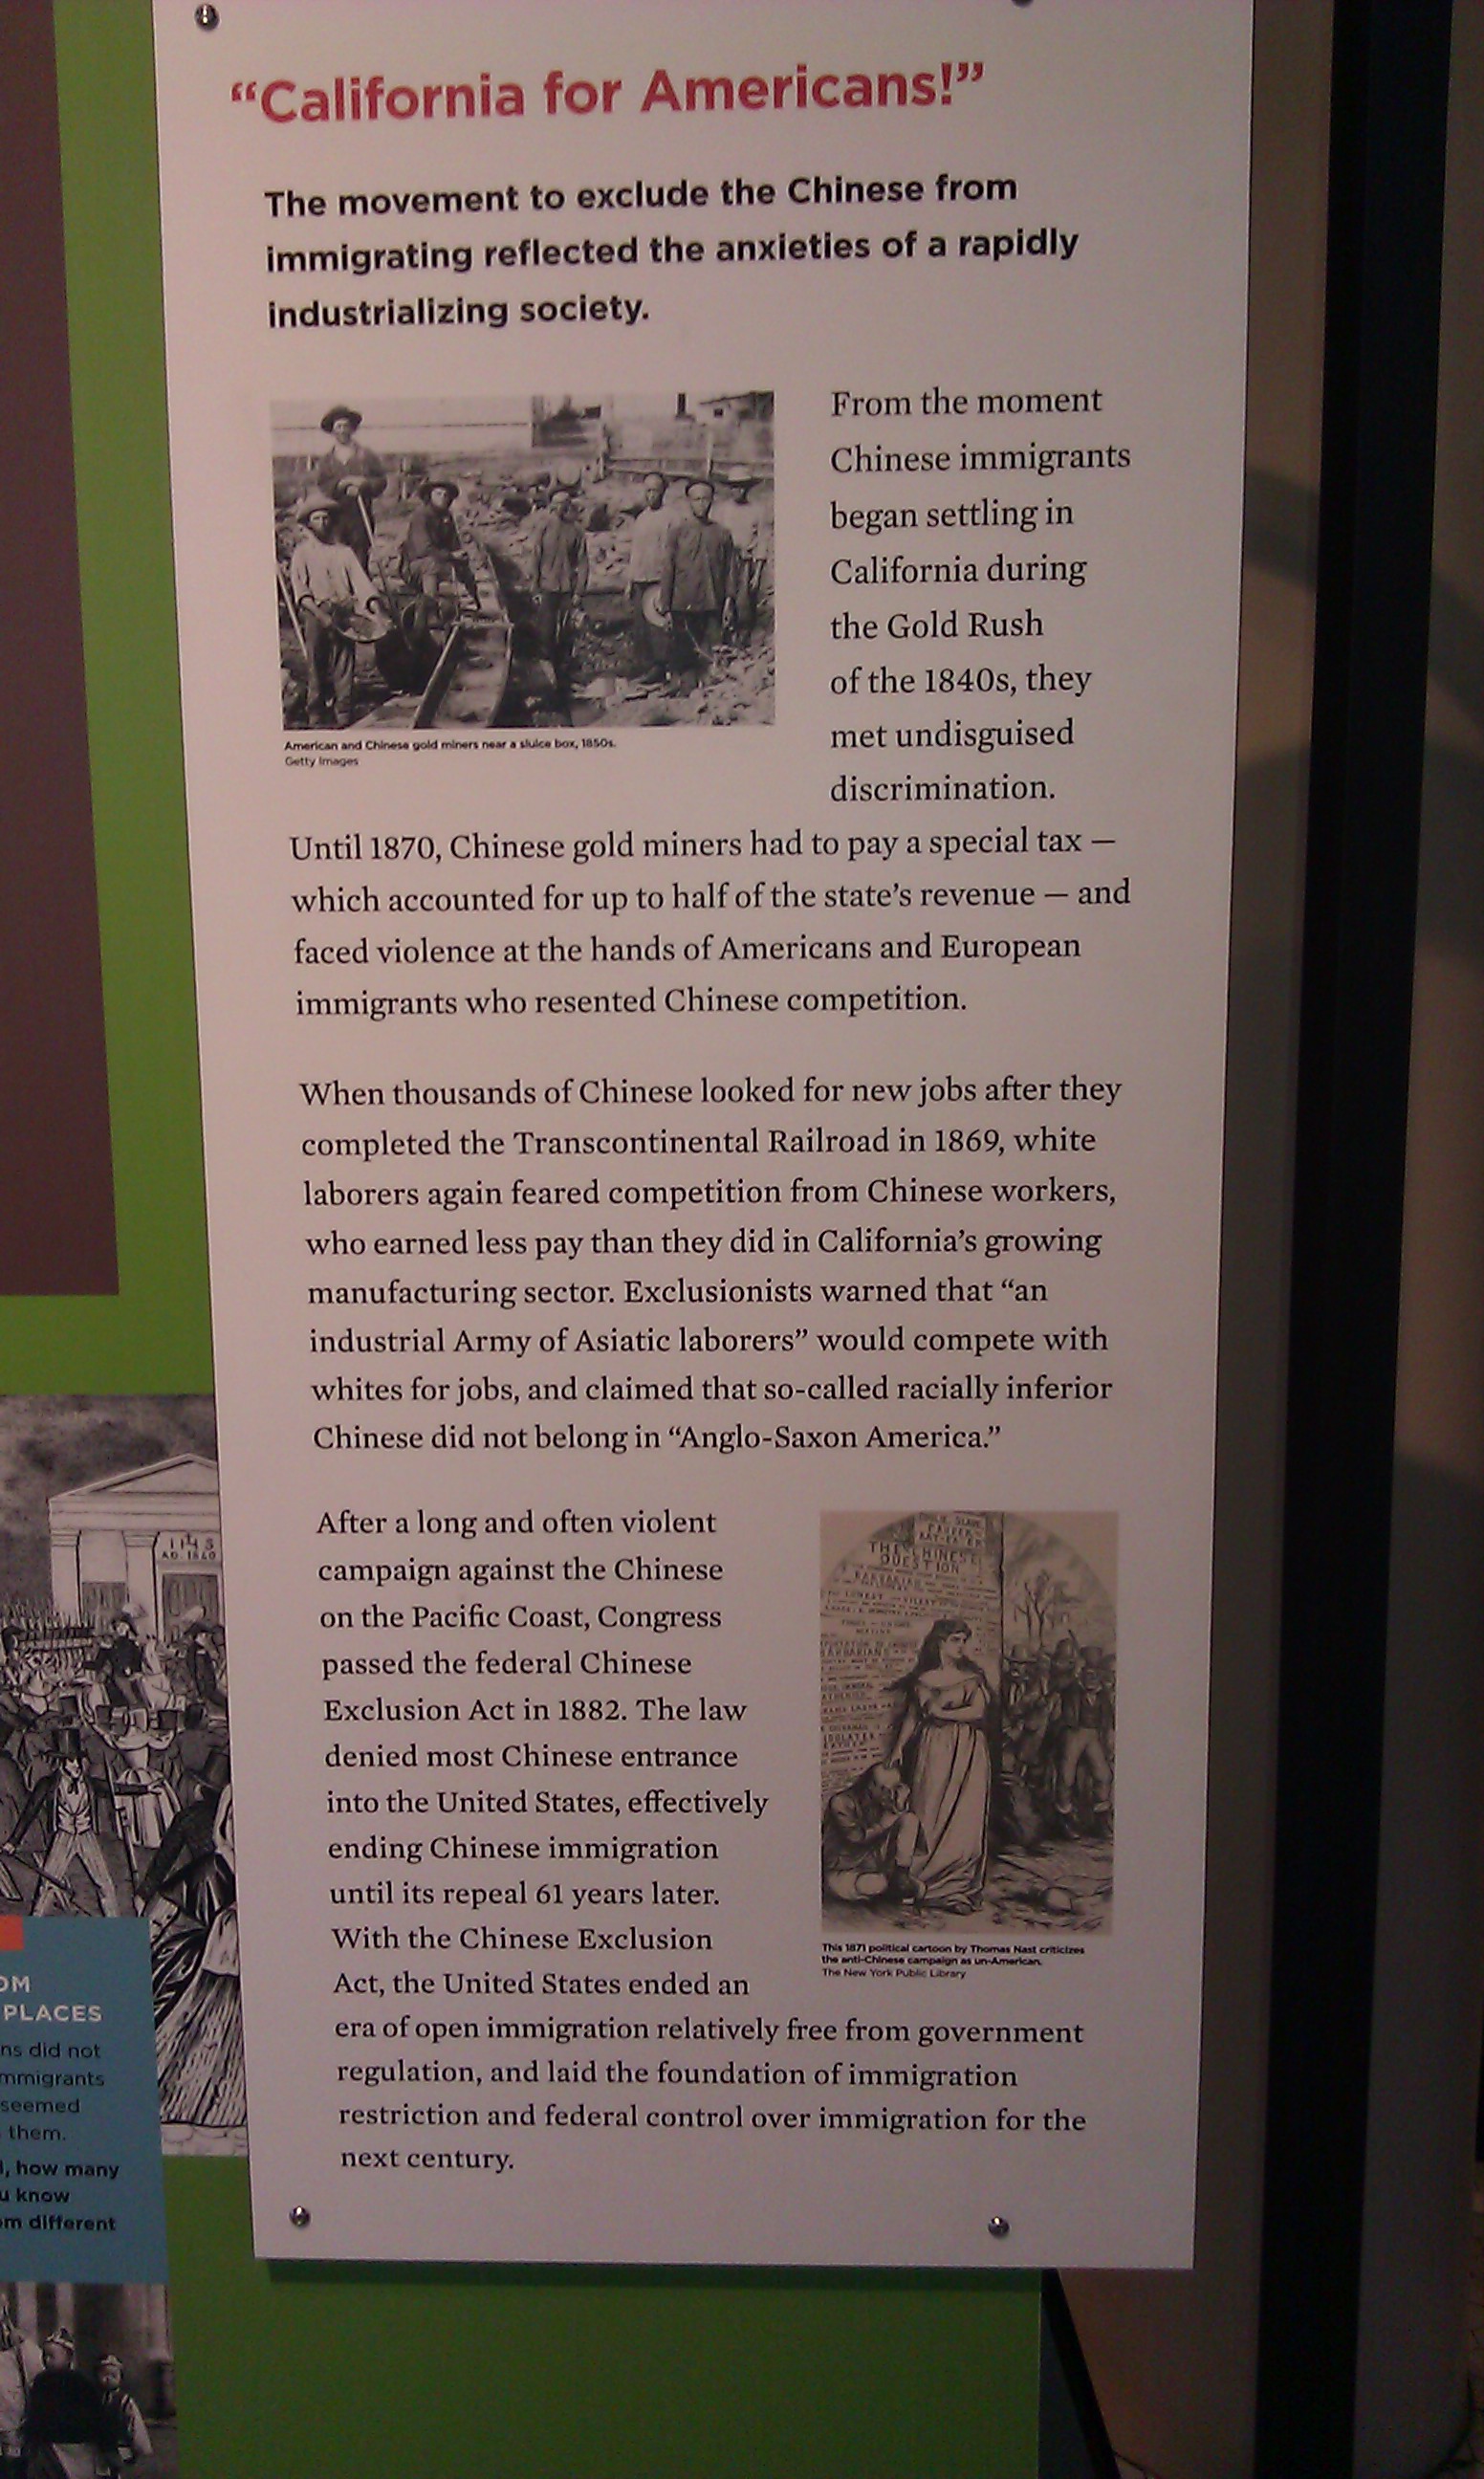 “California for Americans!”
The movement to exclude the Chinese from
immigrating reflected the anxieties of a rapidly
industrializing society.
From the moment
Chinese immigrants
began settling in
California during
the Gold Rush
of the 1840s, they
met undisguised
discrimination.
American and Chinese gold miners near a sluice box, 1850s.
Getty Images
Until 1870, Chinese gold miners had to pay a special tax —
which accounted for up to half of the state’s revenue — and
faced violence at the hands of Americans and European
immigrants who resented Chinese competition.
When thousands of Chinese looked for new jobs after they
completed the Transcontinental Railroad in 1869, white
laborers again feared competition from Chinese workers,
who earned less pay than they did in California’s growing
manufacturing sector. Exclusionists warned that “an
industrial Army of Asiatic laborers” would compete with
whites for jobs, and claimed that so-called racially inferior
Chinese did not belong in “Anglo-Saxon America.”
After a long and often violent
campaign against the Chinese
on the Pacific Coast, Congress
passed the federal Chinese
Exclusion Act in 1882. The law
denied most Chinese entrance
into the United States, effectively
ending Chinese immigration
until its repeal 61 years later.
With the Chinese Exclusion
Act, the United States ended an
era of open immigration relatively free from government
regulation, and laid the foundation of immigration
restriction and federal control over immigration for the
next century.
THE CHINESE
QUESTION
This 1871 political cartoon by Thomas Nast criticizes
the anti-Chinese campaign as un-American.
The New York Public Library
AD 1840
OM
PLACES
ns did not
mmigrants
seemed
them.
l, how many
u know
om different